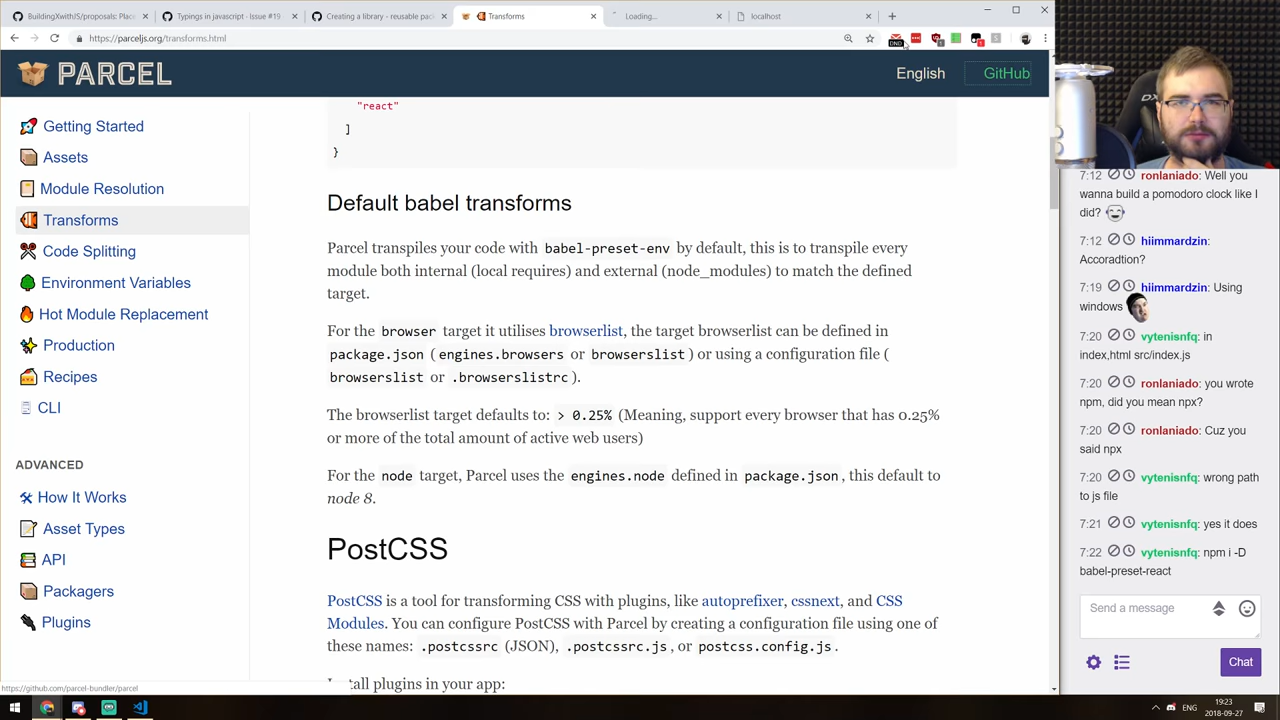 BuildingXwithJS/proposals: Plac
Typings in javascript · Issue #19
Creating a library - reusable pac
Transforms
Loading...
localhost
https://parceljs.org/transforms.html
DND
PARCEL
English
GitHub
Getting Started
Assets
Module Resolution
Transforms
Code Splitting
Environment Variables
Hot Module Replacement
Production
Recipes
CLI
ADVANCED
How It Works
Asset Types
API
Packagers
Plugins
"react"
]
}
Default babel transforms
Parcel transpiles your code with babel-preset-env by default, this is to transpile every
module both internal (local requires) and external (node_modules) to match the defined
target.
For the browser target it utilises browserlist, the target browserlist can be defined in
package.json ( engines.browsers or browserslist ) or using a configuration file (
browserslist or .browserslistrc ).
The browserlist target defaults to: > 0.25% (Meaning, support every browser that has 0.25%
or more of the total amount of active web users)
For the node target, Parcel uses the engines.node defined in package.json , this default to
node 8.
PostCSS
PostCSS is a tool for transforming CSS with plugins, like autoprefixer, cssnext, and CSS
Modules. You can configure PostCSS with Parcel by creating a configuration file using one of
these names: .postcssrc (JSON), .postcssrc.js , or postcss.config.js .
Install plugins in your app:
https://github.com/parcel-bundler/parcel
7:12 ronlaniado: Well you
wanna build a pomodoro clock like I
did?
7:12 hiimmardzin:
Accoradtion?
7:19 hiimmardzin: Using
windows
7:20 vytenisnfq: in
index,html src/index.js
7:20 ronlaniado: you wrote
npm, did you mean npx?
7:20 ronlaniado: Cuz you
said npx
7:20 vytenisnfq: wrong path
to js file
7:21 vytenisnfq: yes it does
7:22 vytenisnfq: npm i -D
babel-preset-react
Send a message
Chat
ENG
19:23
2018-09-27